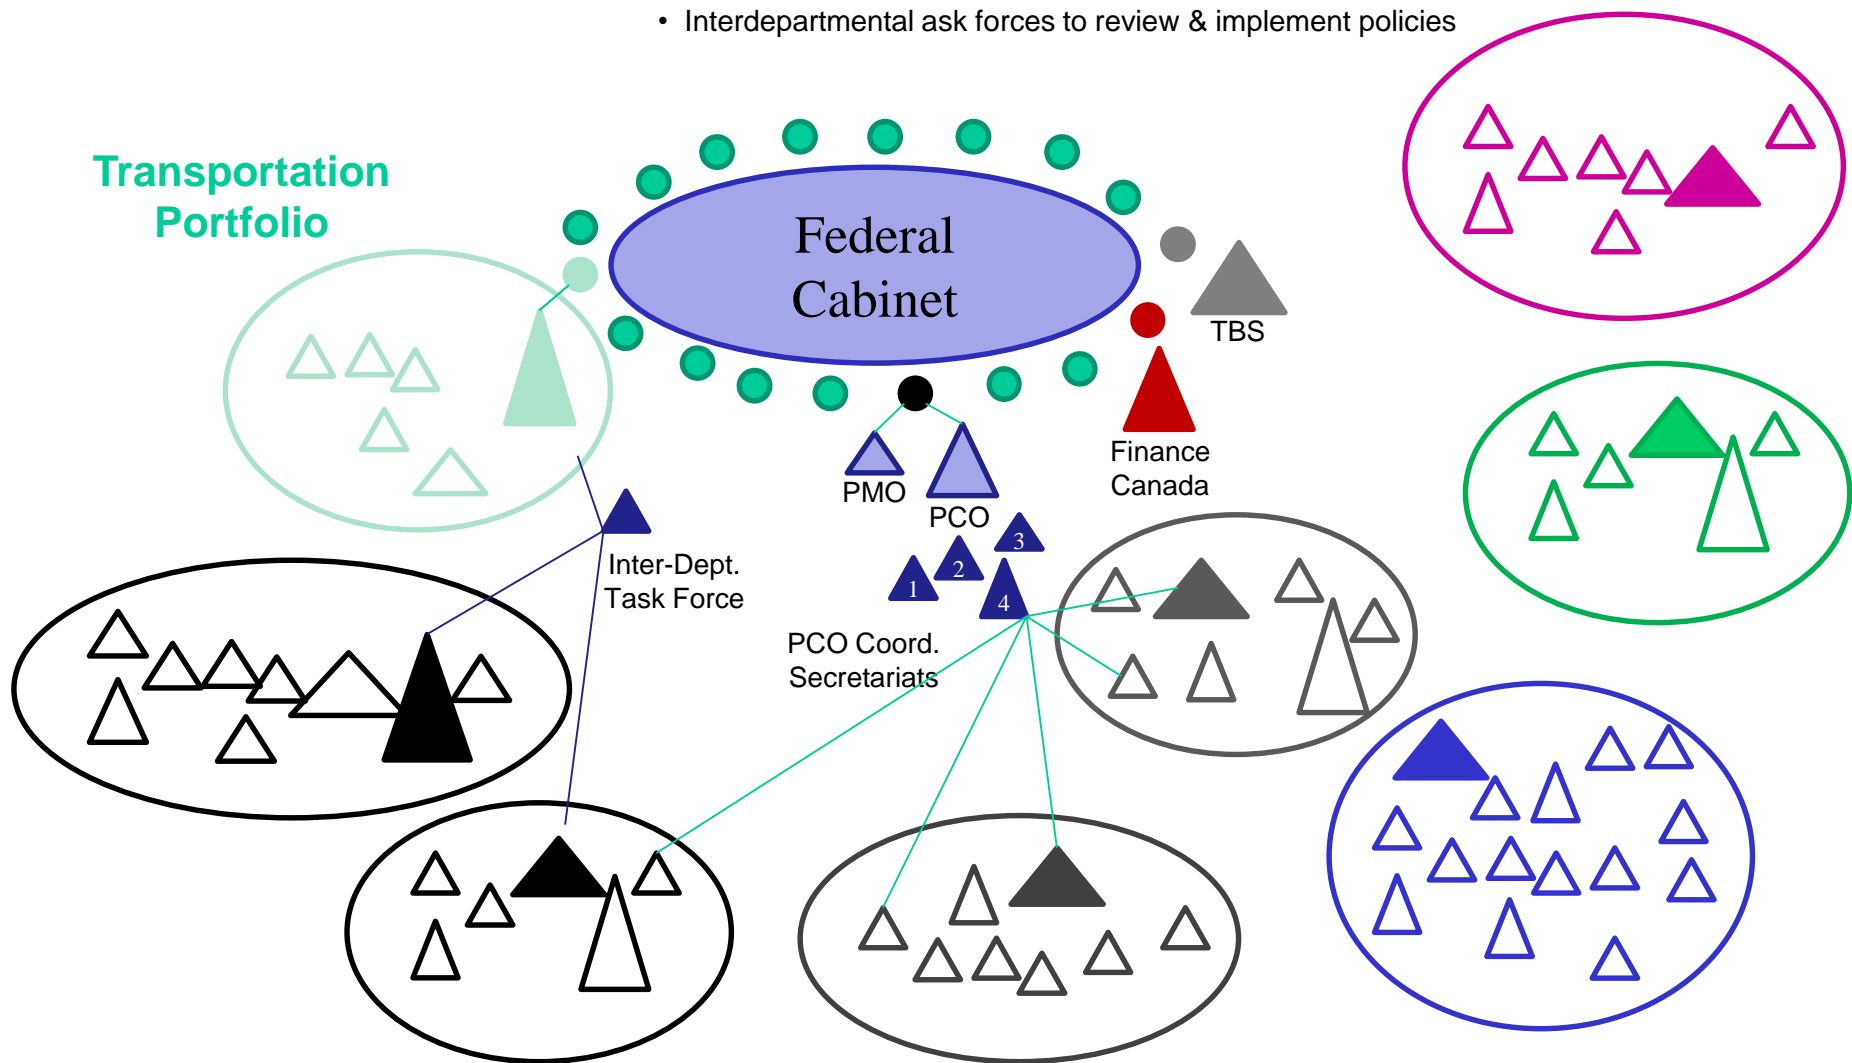 • Interdepartmental ask forces to review & implement policies
Transportation
Portfolio
Federal
Cabinet
TBS
Finance
Canada
PMO
PCO
Inter-Dept.
Task Force
1
2
3
4
PCO Coord.
Secretariats